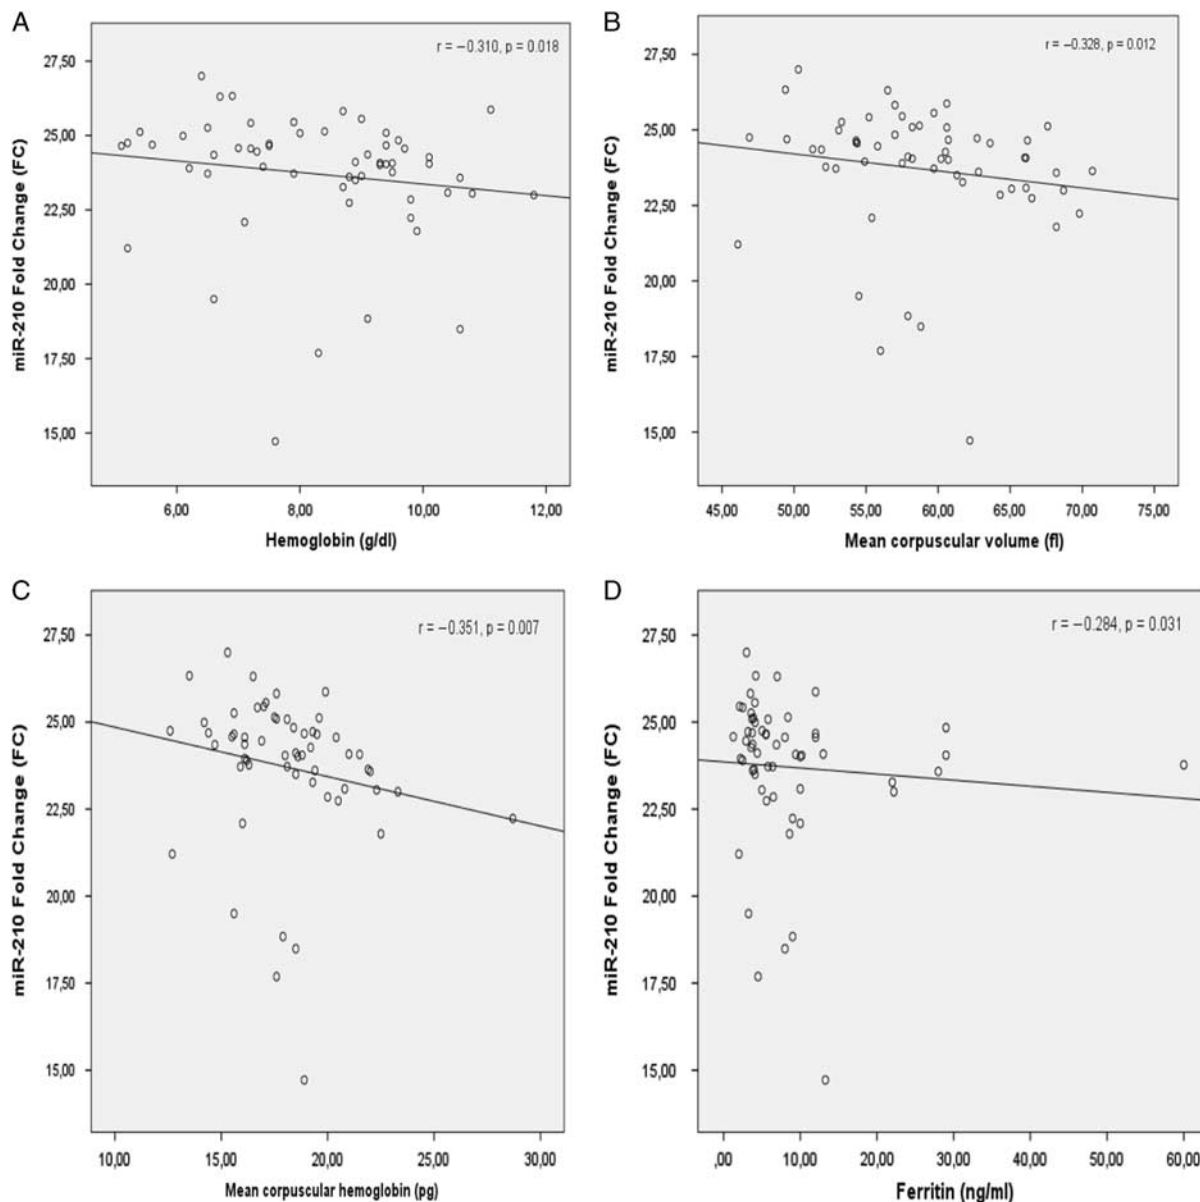 A
r = −0.310, p = 0.018
27,50
25,00
22,50
20,00
17,50
15,00
miR-210 Fold Change (FC)
6,00 8,00 10,00 12,00
Hemoglobin (g/dl)
B
r = −0.328, p = 0.012
27,50
25,00
22,50
20,00
17,50
15,00
miR-210 Fold Change (FC)
45,00 50,00 55,00 60,00 65,00 70,00 75,00
Mean corpuscular volume (fl)
C
r = −0.351, p = 0.007
27,50
25,00
22,50
20,00
17,50
15,00
miR-210 Fold Change (FC)
10,00 15,00 20,00 25,00 30,00
Mean corpuscular hemoglobin (pg)
D
r = −0.284, p = 0.031
27,50
25,00
22,50
20,00
17,50
15,00
miR-210 Fold Change (FC)
,00 10,00 20,00 30,00 40,00 50,00 60,00
Ferritin (ng/ml)